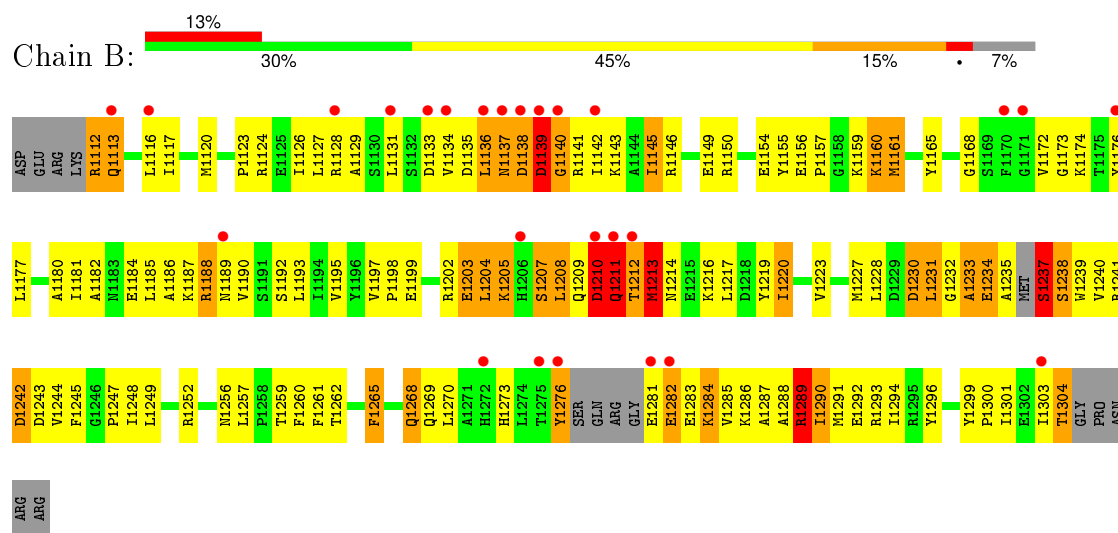 13%
Chain B:
30% 45% 15% • 7%
ASP GLU ARG LYS R1112 Q1113 L1116 I1117 M1120 P1123 R1124 E1125 I1126 L1127 R1128 A1129 S1130 L1131 S1132 D1133 V1134 D1135 L1136 N1137 D1138 D1139 G1140 R1141 I1142 K1143 A1144 I1145 R1146 E1149 R1150 E1154 Y1155 E1156 P1157 G1158 K1159 K1160 M1161 Y1165 G1168 S1169 F1170 G1171 V1172 G1173 K1174 T1175 Y1176
L1177 A1180 I1181 A1182 N1183 E1184 L1185 A1186 K1187 R1188 N1189 V1190 S1191 S1192 L1193 I1194 V1195 Y1196 V1197 P1198 E1199 R1202 E1203 L1204 K1205 H1206 S1207 L1208 Q1209 D1210 Q1211 T1212 M1213 N1214 E1215 K1216 L1217 D1218 Y1219 I1220 V1223 M1227 L1228 D1229 D1230 L1231 G1232 A1233 E1234 A1235 MET S1237 S1238 W1239 V1240 R1241
D1242 D1243 V1244 F1245 G1246 P1247 I1248 L1249 R1252 N1256 L1257 P1258 T1259 F1260 F1261 T1262 F1265 Q1268 Q1269 L1270 A1271 H1272 H1273 L1274 T1275 Y1276 SER GLN ARG GLY E1281 E1282 E1283 K1284 V1285 K1286 A1287 A1288 R1289 I1290 M1291 E1292 R1293 I1294 R1295 Y1296 Y1299 P1300 I1301 E1302 I1303 T1304 GLY PRO ASN
ARG ARG